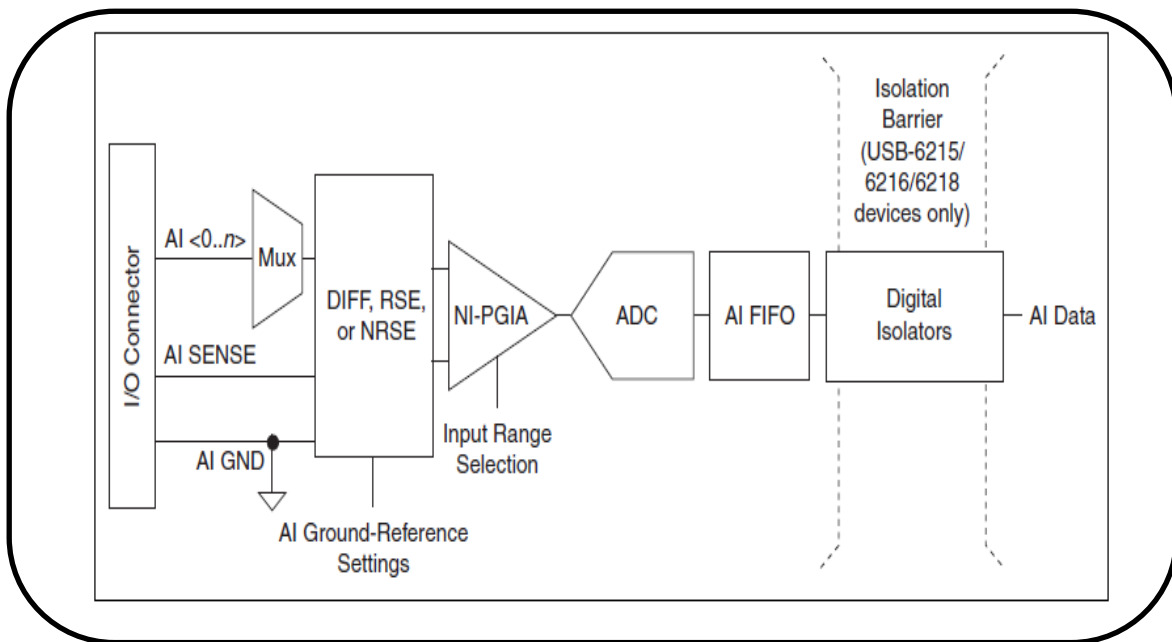 Isolation
Barrier
(USB-6215/
6216/6218
devices only)
I/O Connector
AI <0..n>
Mux
AI SENSE
AI GND
DIFF, RSE,
or NRSE
AI Ground-Reference
Settings
NI-PGIA
Input Range
Selection
ADC
AI FIFO
Digital
Isolators
AI Data